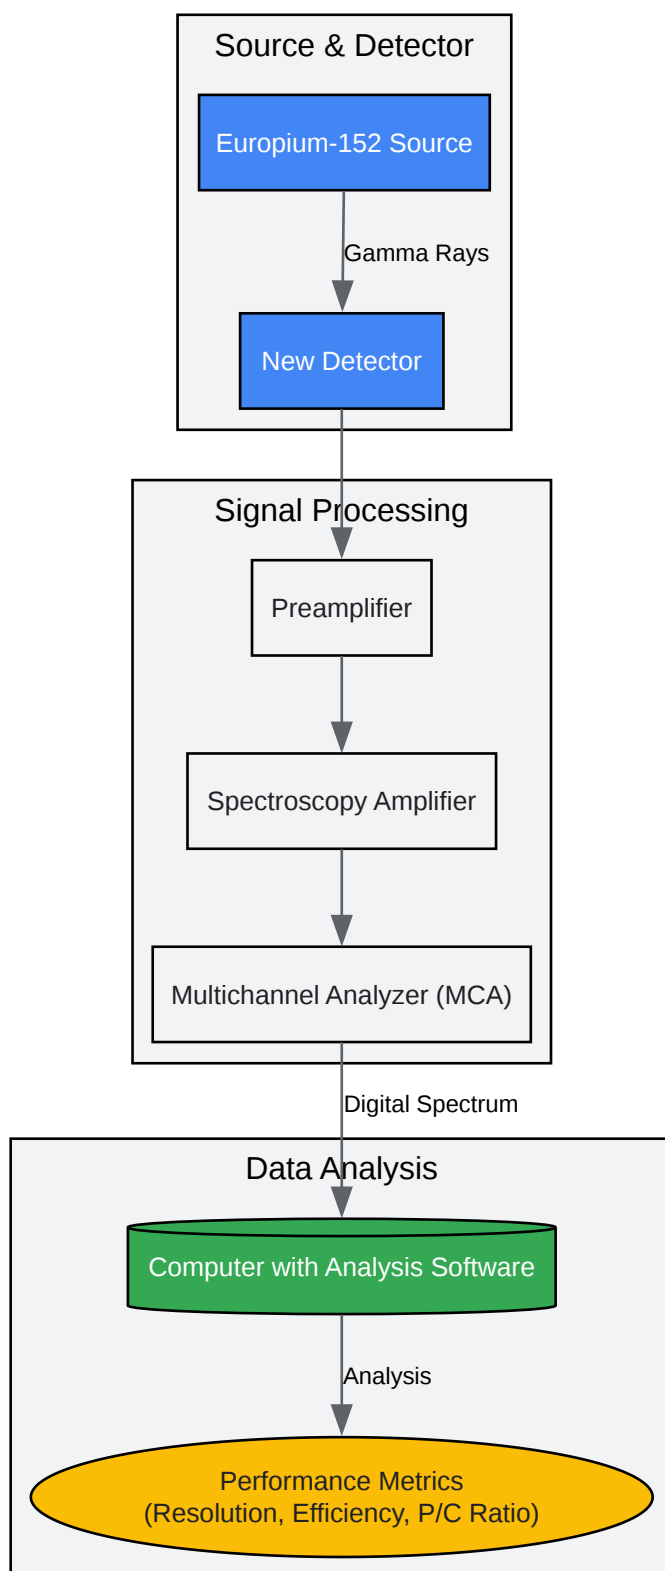 Source & Detector
Europium-152 Source
Gamma Rays
New Detector
Signal Processing
Preamplifier
Spectroscopy Amplifier
Multichannel Analyzer (MCA)
Digital Spectrum
Data Analysis
Computer with Analysis Software
Analysis
Performance Metrics
(Resolution, Efficiency, P/C Ratio)